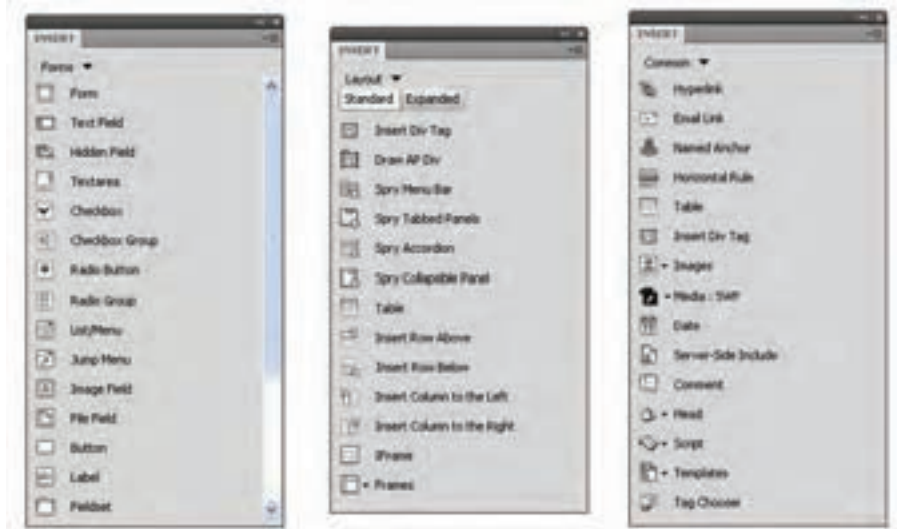 INSERT
Forms
Form
Text Field
Hidden Field
Textarea
Checkbox
Checkbox Group
Radio Button
Radio Group
List/Menu
Jump Menu
Image Field
File Field
Button
Label
Fieldset
INSERT
Layout
Standard Expanded
Insert Div Tag
Draw AP Div
Spry Menu Bar
Spry Tabbed Panels
Spry Accordion
Spry Collapsible Panel
Table
Insert Row Above
Insert Row Below
Insert Column to the Left
Insert Column to the Right
IFrame
Frames
INSERT
Common
Hyperlink
Email Link
Named Anchor
Horizontal Rule
Table
Insert Div Tag
Images
Media : SWF
Date
Server-Side Include
Comment
Head
Script
Templates
Tag Chooser